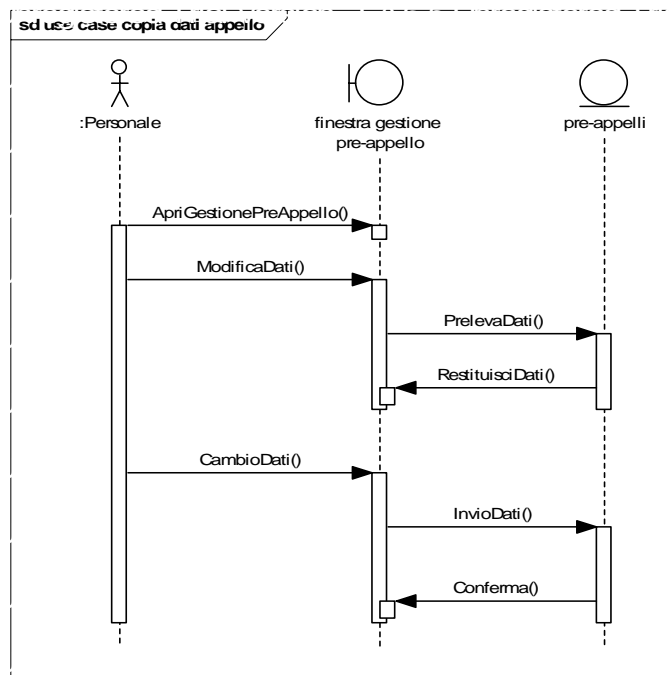 sd use case copia dati appello
:Personale
finestra gestione
pre-appello
pre-appelli
ApriGestionePreAppello()
ModificaDati()
PrelevaDati()
RestituisciDati()
CambioDati()
InvioDati()
Conferma()